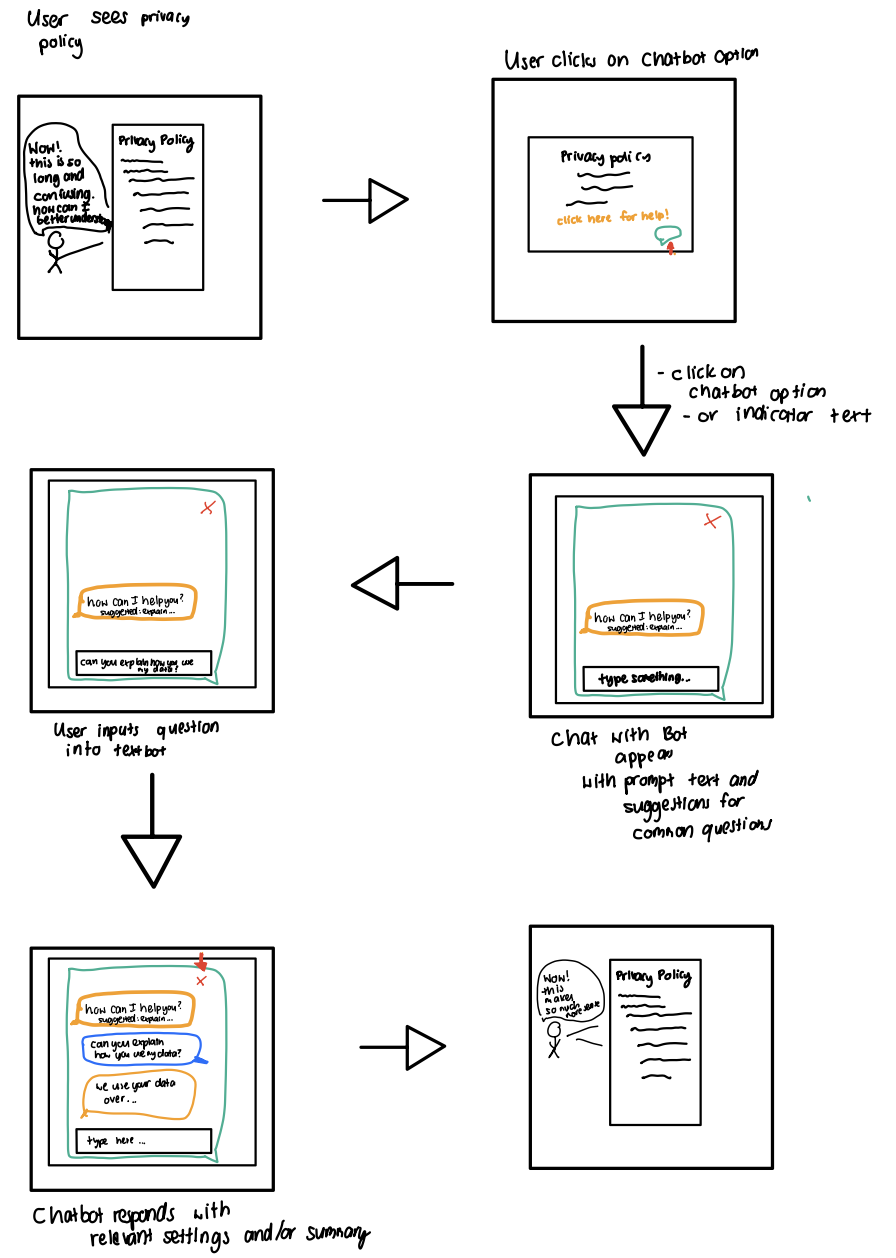 User sees privacy
policy
Wow!
this is so
long and
confusing.
how can I
better understand
Privacy Policy
User clicks on Chatbot Option
Privacy policy
click here for help!
- click on
chatbot option
- or indicator text
how can I help you?
suggested: explain ...
type something...
Chat with Bot
appears
with prompt text and
suggestions for
common questions
how can I help you?
suggested: explain ...
can you explain how you use
my data?
User inputs question
into textbot
how can I help you?
suggested: explain ...
can you explain
how you use my data?
we use your data
over ...
type here ...
Chatbot responds with
relevant settings and/or summary
Wow!
this
makes
so much
more sense
Privacy Policy